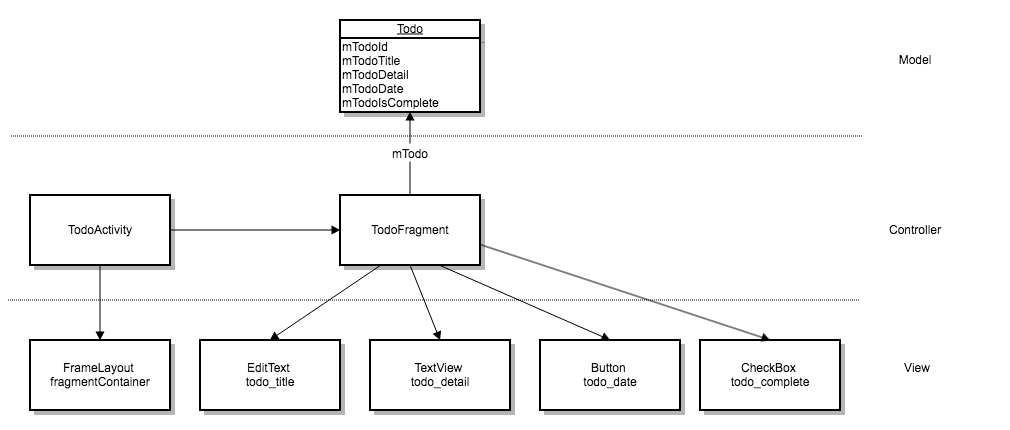 Todo
mTodoId
mTodoTitle
mTodoDetail
mTodoDate
mTodoIsComplete
Model
mTodo
TodoActivity
TodoFragment
Controller
FrameLayout
fragmentContainer
EditText
todo_title
TextView
todo_detail
Button
todo_date
CheckBox
todo_complete
View